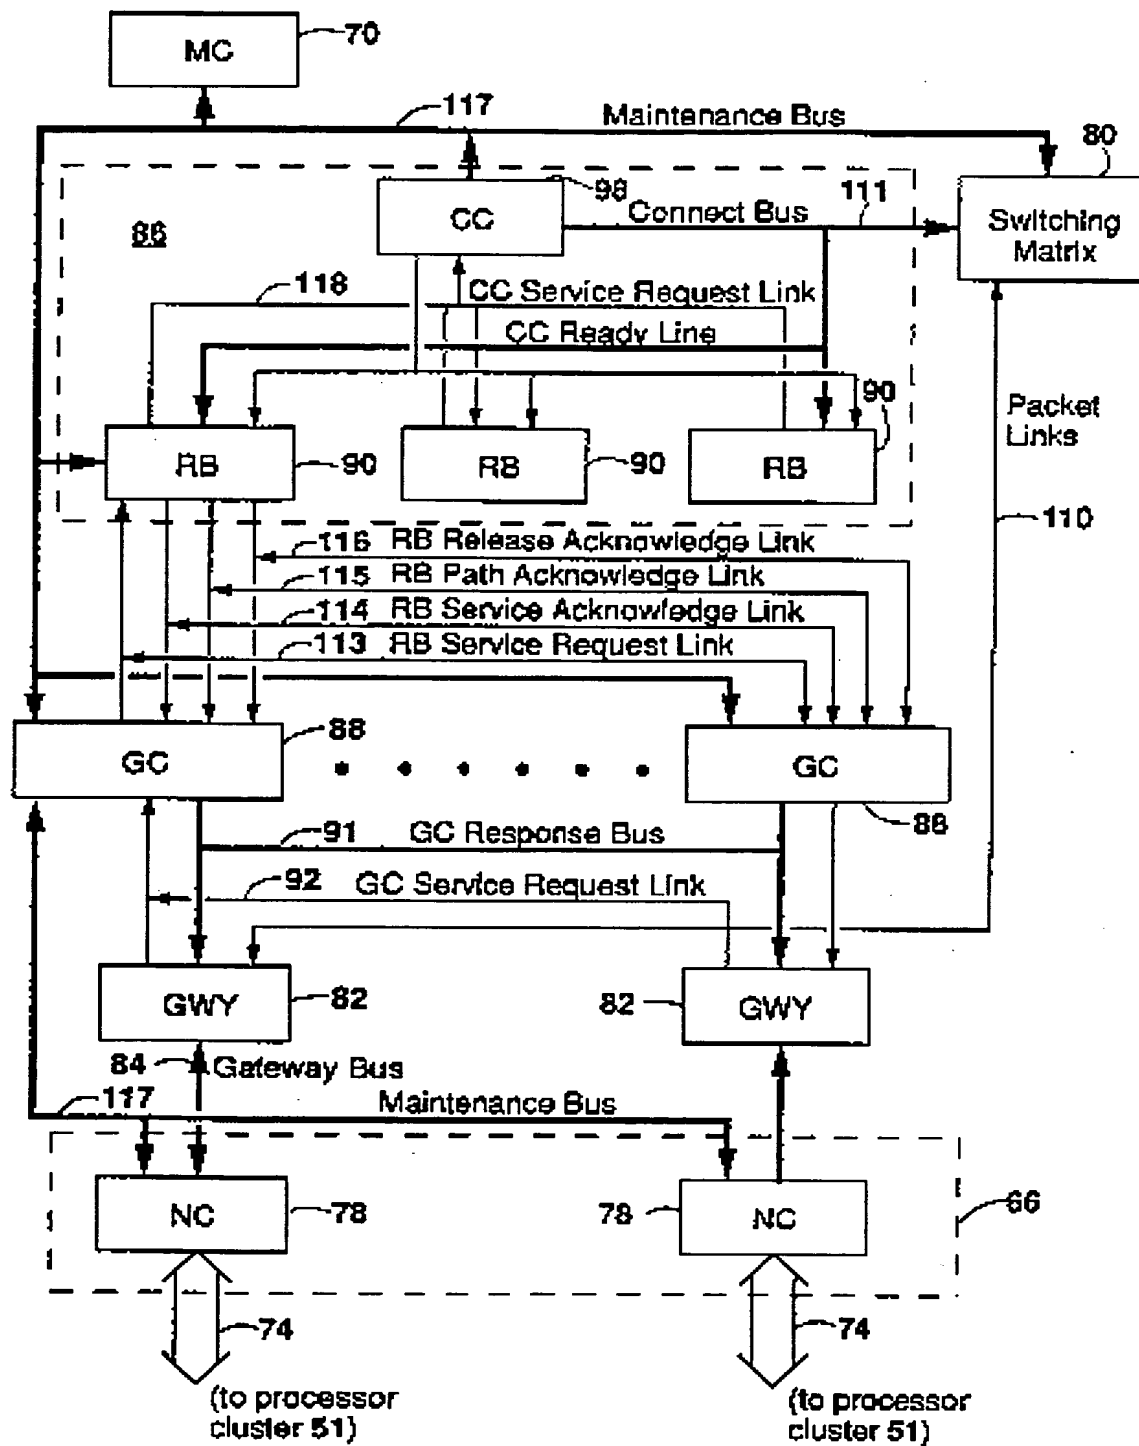 MC
70
117
Maintenance Bus
80
98
111
86
CC
Connect Bus
Switching
Matrix
118
CC Service Request Link
CC Ready Line
90
Packet
Links
RB
90
RB
90
RB
110
116 RB Release Acknowledge Link
115 RB Path Acknowledge Link
114 RB Service Acknowledge Link
113 RB Service Request Link
88
GC
GC
88
91
GC Response Bus
92
GC Service Request Link
GWY
82
82
GWY
84
Gateway Bus
117
Maintenance Bus
NC
78
78
NC
66
74
74
(to processor
cluster 51)
(to processor
cluster 51)